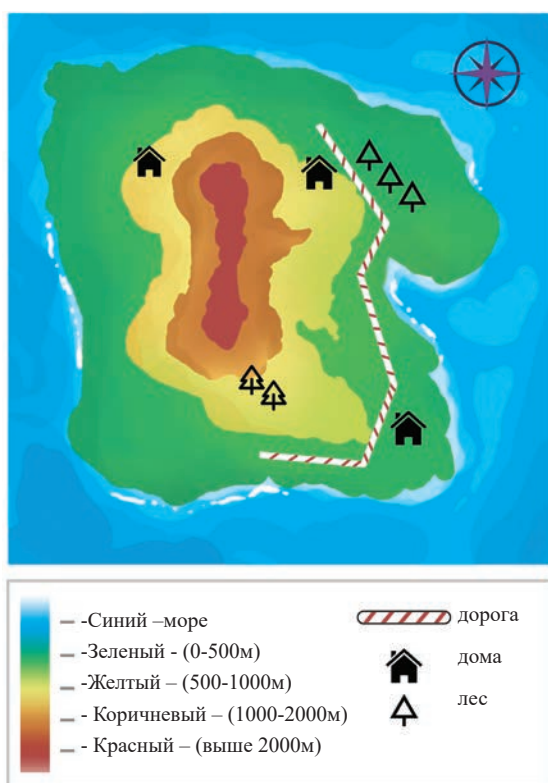 -Синий –море
-Зеленый - (0-500м)
-Желтый – (500-1000м)
- Коричневый – (1000-2000м)
- Красный – (выше 2000м)
дорога
дома
лес